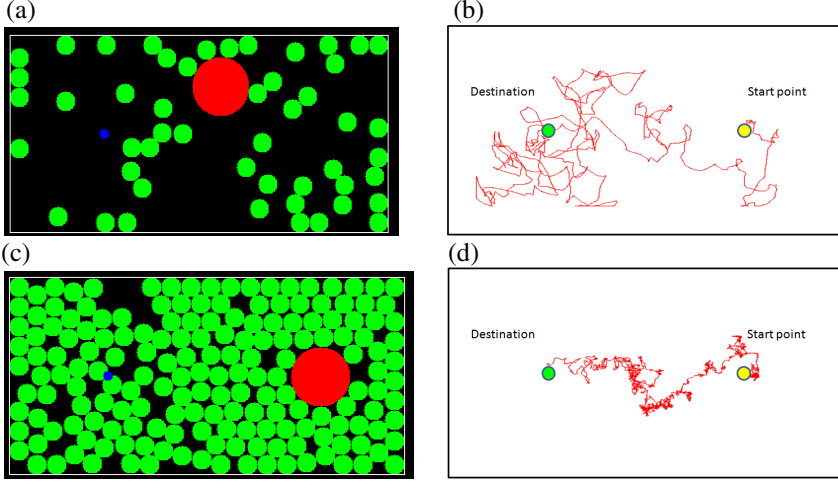 (a)
(b)
Destination
Start point
(c)
(d)
Destination
Start point